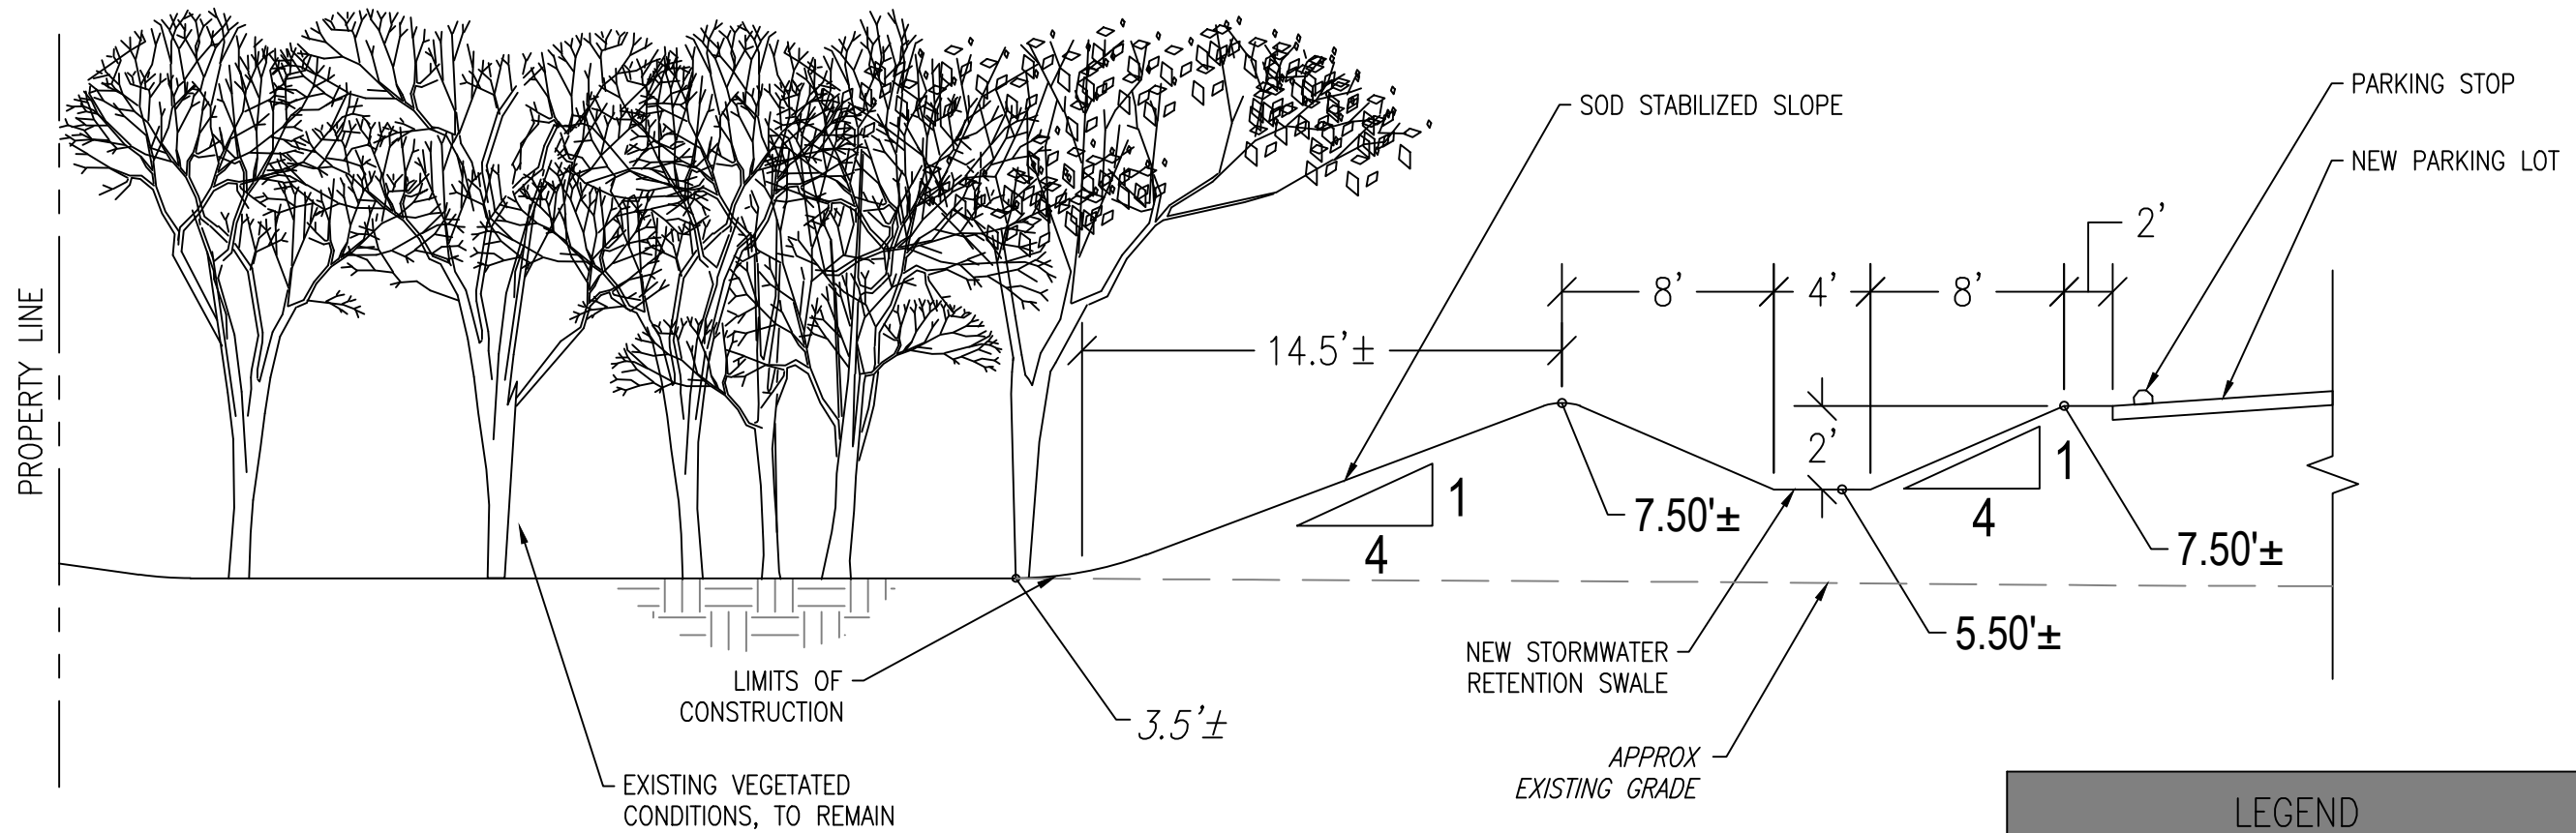 PROPERTY LINE
SOD STABILIZED SLOPE
PARKING STOP
NEW PARKING LOT
2'
8'
4'
8'
14.5'±
2'
1
4
7.50'±
1
4
7.50'±
5.50'±
NEW STORMWATER
RETENTION SWALE
LIMITS OF
CONSTRUCTION
3.5'±
APPROX
EXISTING GRADE
EXISTING VEGETATED
CONDITIONS, TO REMAIN
LEGEND